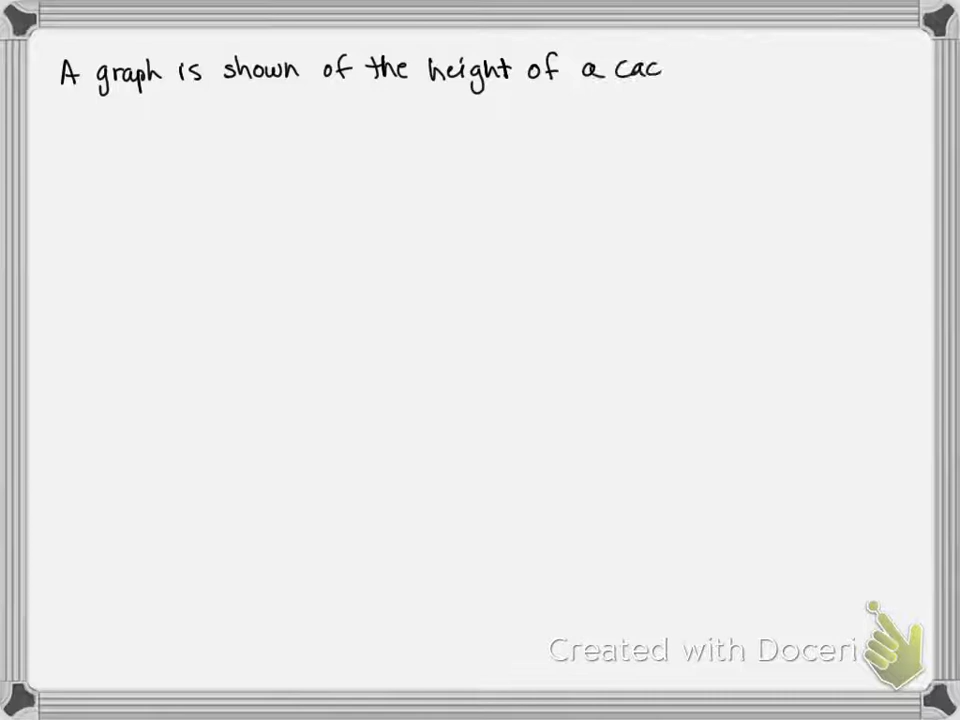 A graph is shown of the height of a cac
Created with Doceri